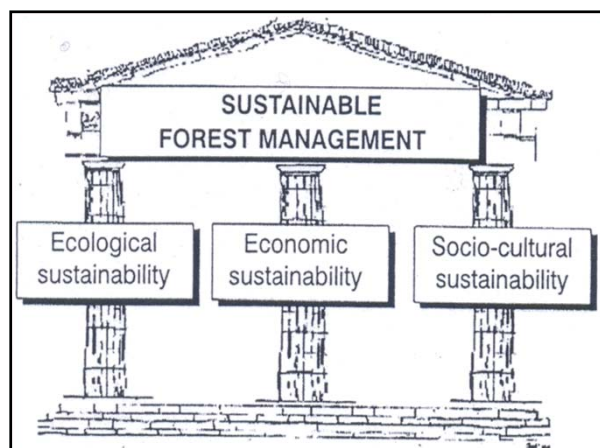 SUSTAINABLE
FOREST MANAGEMENT
Ecological
sustainability
Economic
sustainability
Socio-cultural
sustainability